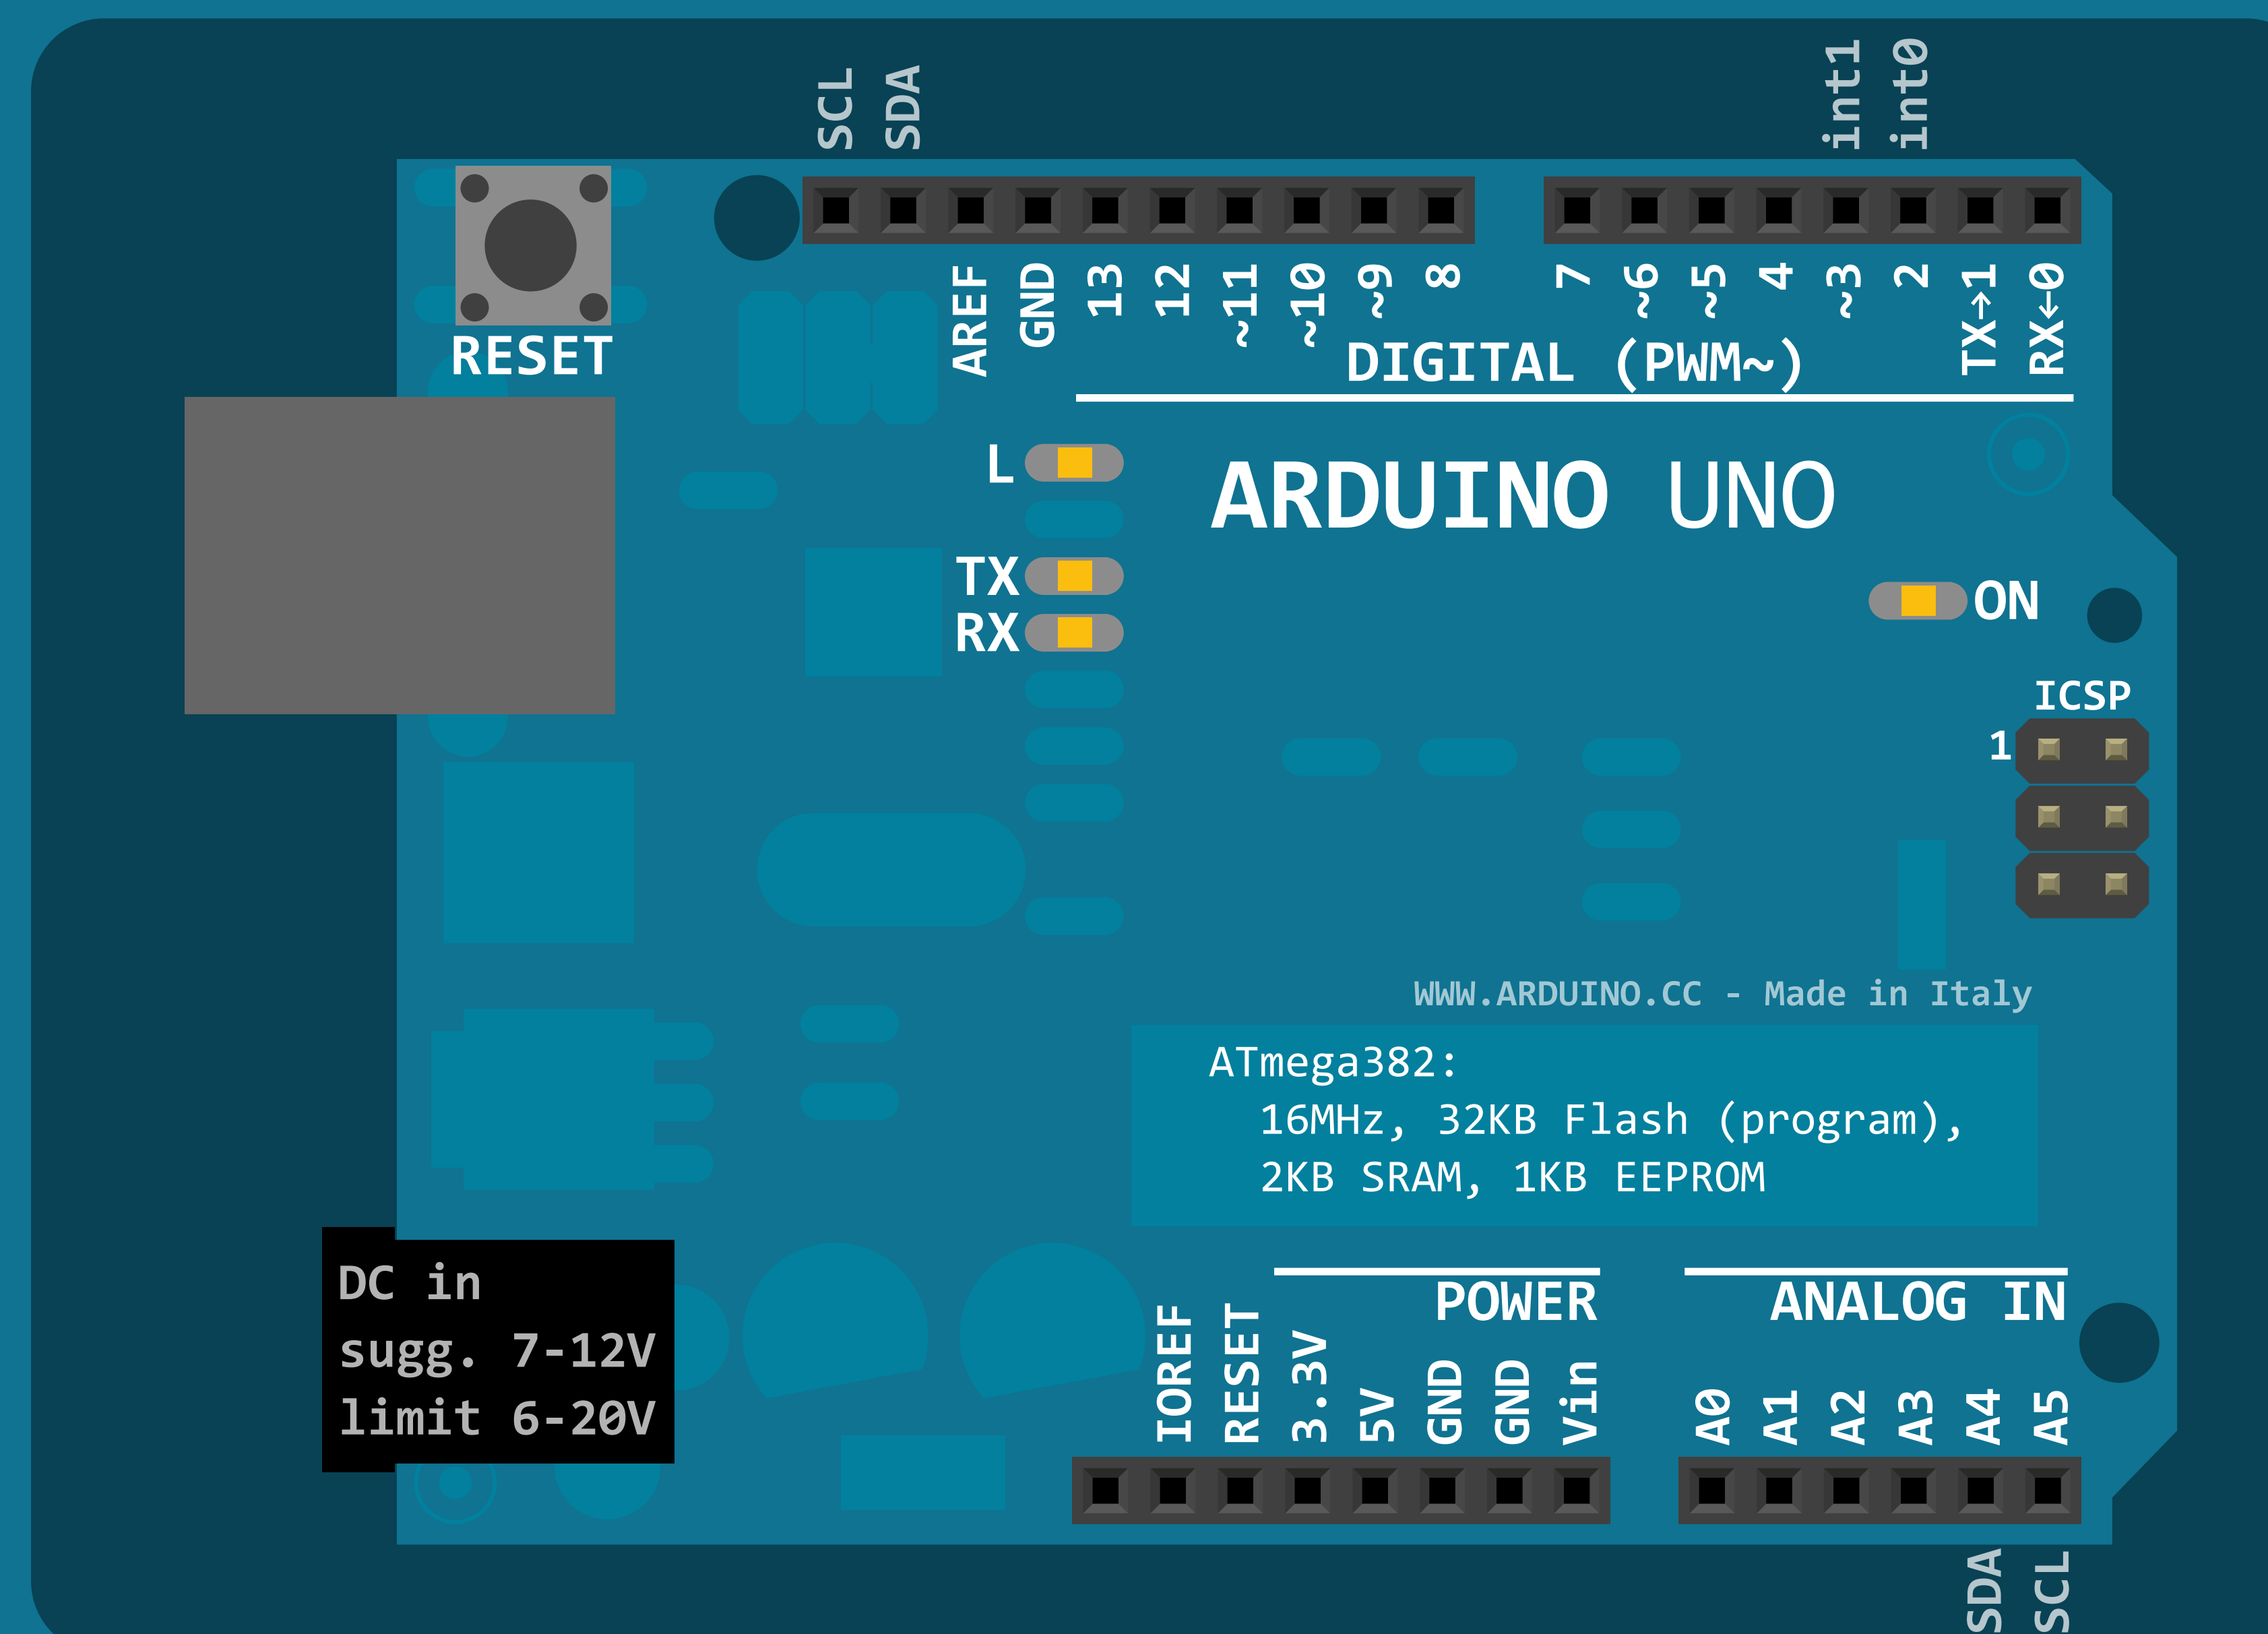 SCL
SDA
int1
int0
AREF
GND
13
12
~11
~10
~9
8
7
~6
~5
4
~3
2
TX→1
RX←0
RESET
DIGITAL (PWM~)
L
ARDUINO UNO
TX
RX
ON
ICSP
1
WWW.ARDUINO.CC - Made in Italy
ATmega382:
16MHz, 32KB Flash (program),
2KB SRAM, 1KB EEPROM
DC in
sugg. 7-12V
limit 6-20V
POWER
ANALOG IN
IOREF
RESET
3.3V
5V
GND
GND
Vin
A0
A1
A2
A3
A4
A5
SDA
SCL